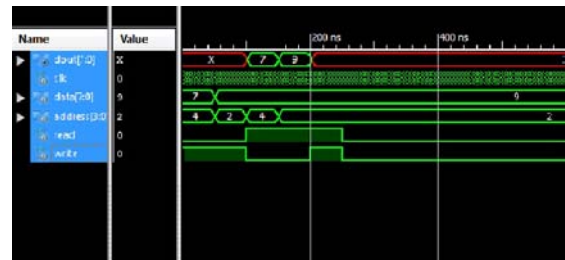 Name Value 200 ns 400 ns
dout[7:0] X X 7 9
clk 0
data[7:0] 9 7 9
address[3:0 2 4 2 4 2
read 0
write 0